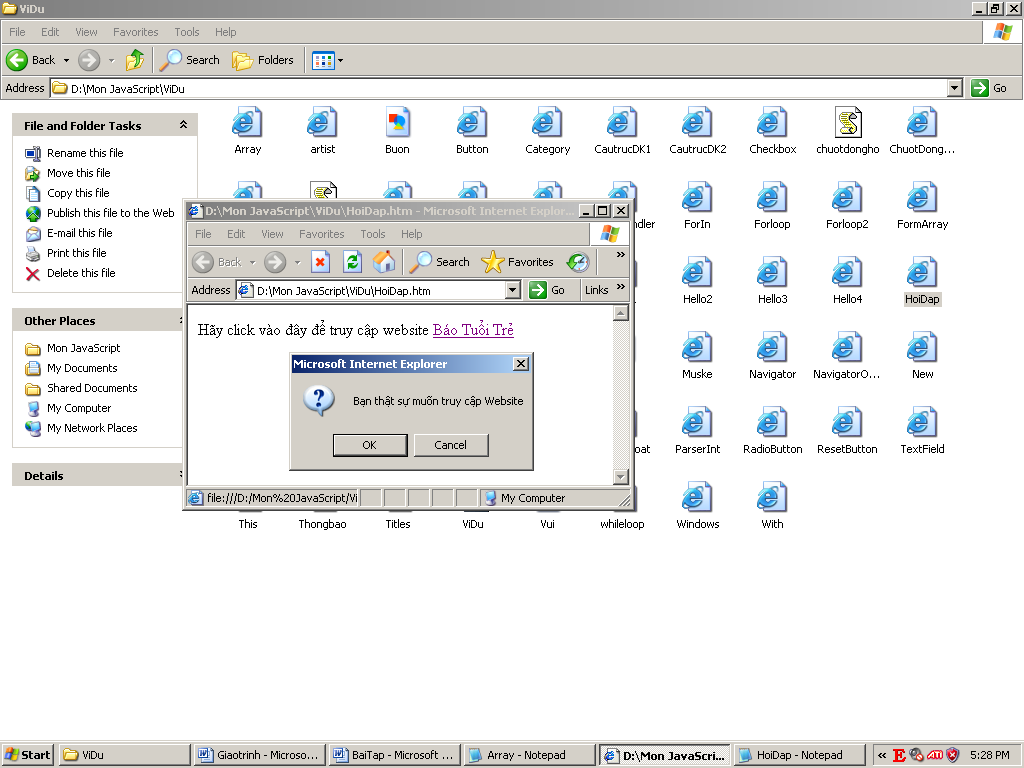 ViDu
File Edit View Favorites Tools Help
Back Search Folders
Address D:\Mon JavaScript\ViDu Go
File and Folder Tasks
Rename this file
Move this file
Copy this file
Publish this file to the Web
E-mail this file
Print this file
Delete this file
Other Places
Mon JavaScript
My Documents
Shared Documents
My Computer
My Network Places
Details
Array artist Buon Button Category CautrucDK1 CautrucDK2 Checkbox chuotdongho ChuotDong...
ForIn Forloop Forloop2 FormArray
Hello2 Hello3 Hello4 HoiDap
Muske Navigator NavigatorO... New
ParserInt RadioButton ResetButton TextField
This Thongbao Titles ViDu Vui whileloop Windows With
D:\Mon JavaScript\ViDu\HoiDap.htm - Microsoft Internet Explor...
File Edit View Favorites Tools Help
Back Search Favorites
Address D:\Mon JavaScript\ViDu\HoiDap.htm Go Links
Hãy click vào đây để truy cập website Báo Tuổi Trẻ
Microsoft Internet Explorer
Bạn thật sự muốn truy cập Website
OK Cancel
file:///D:/Mon%20JavaScript/Vi My Computer
Start ViDu Giaotrinh - Microso... BaiTap - Microsoft ... Array - Notepad D:\Mon JavaScri... HoiDap - Notepad 5:28 PM